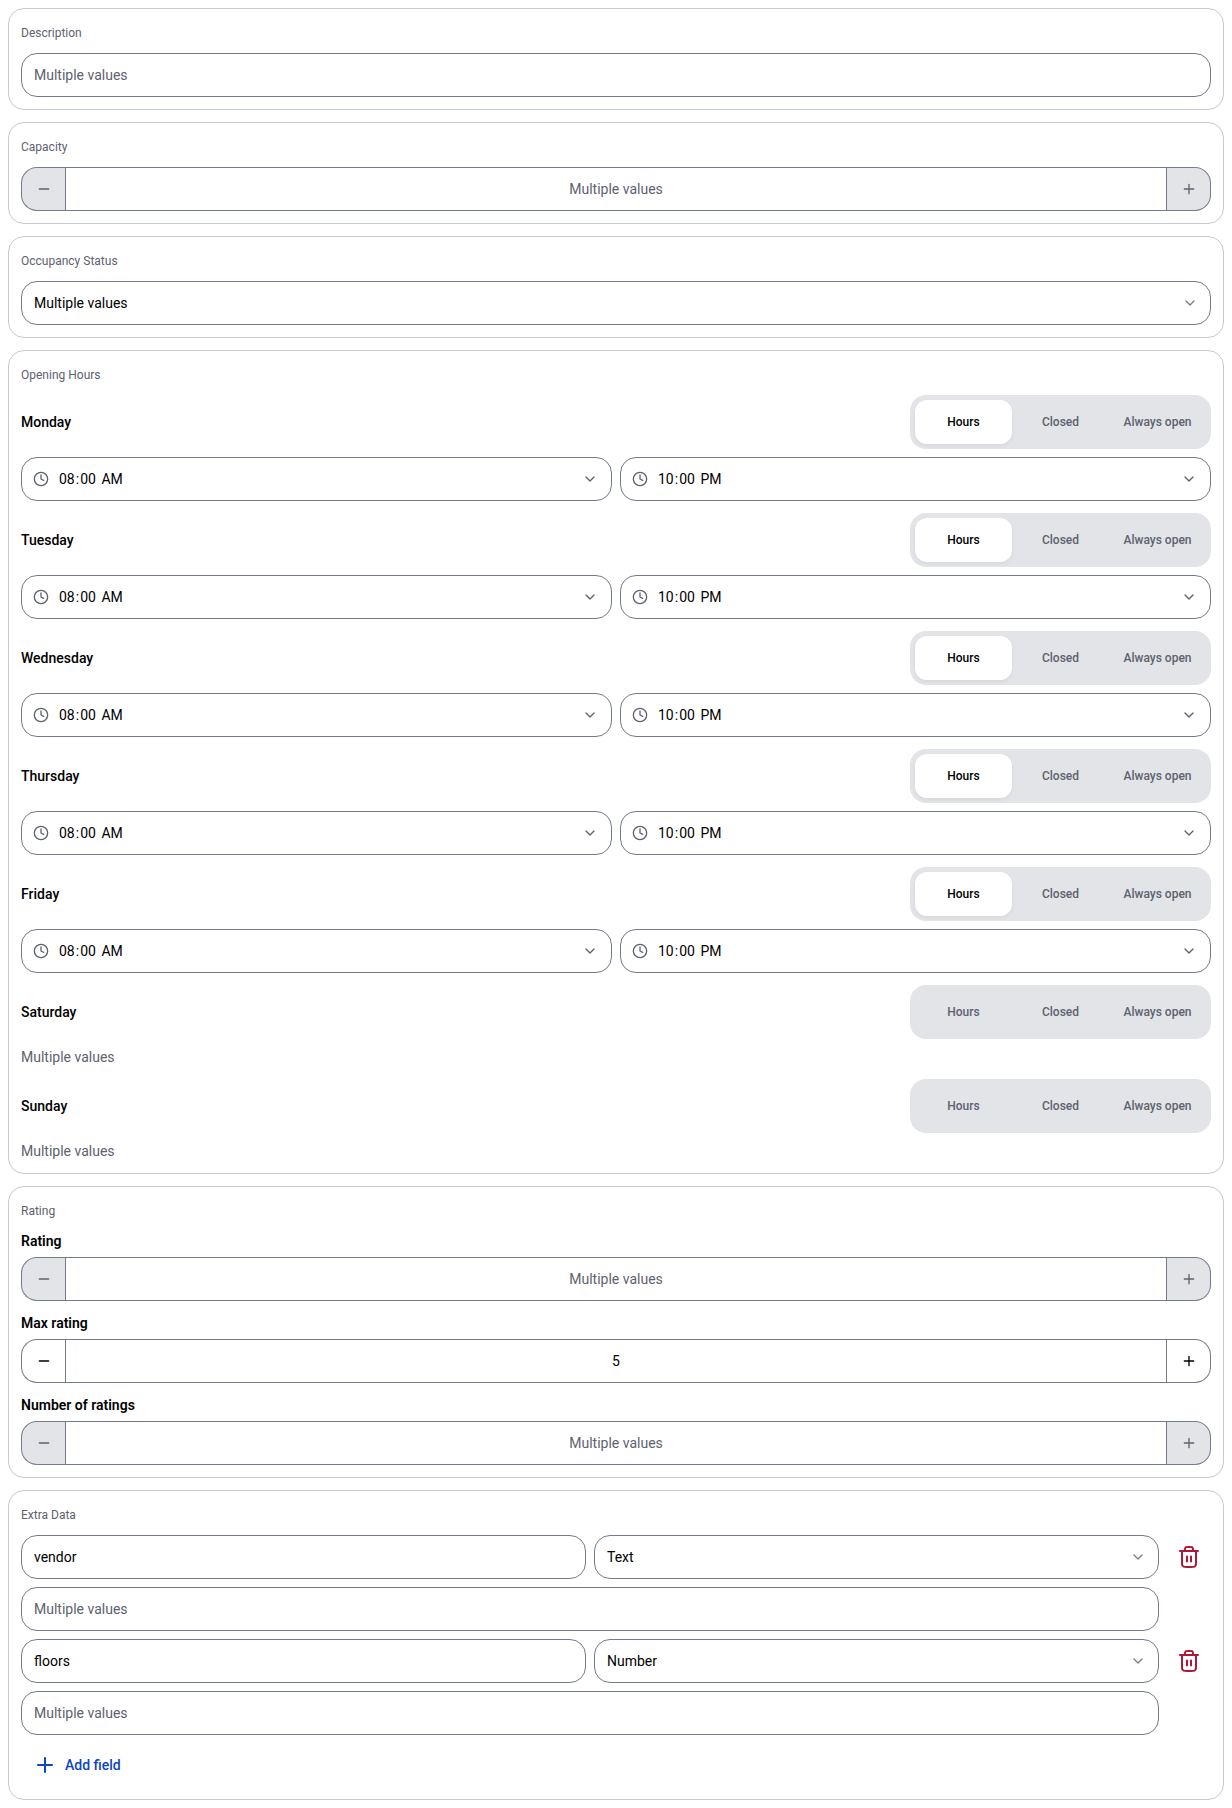 Description
Multiple values
Capacity
Multiple values
Occupancy Status
Multiple values
Opening Hours
Monday Hours Closed Always open
08:00 AM 10:00 PM
Tuesday Hours Closed Always open
08:00 AM 10:00 PM
Wednesday Hours Closed Always open
08:00 AM 10:00 PM
Thursday Hours Closed Always open
08:00 AM 10:00 PM
Friday Hours Closed Always open
08:00 AM 10:00 PM
Saturday Hours Closed Always open
Multiple values
Sunday Hours Closed Always open
Multiple values
Rating
Rating
Multiple values
Max rating
5
Number of ratings
Multiple values
Extra Data
vendor Text
Multiple values
floors Number
Multiple values
Add field